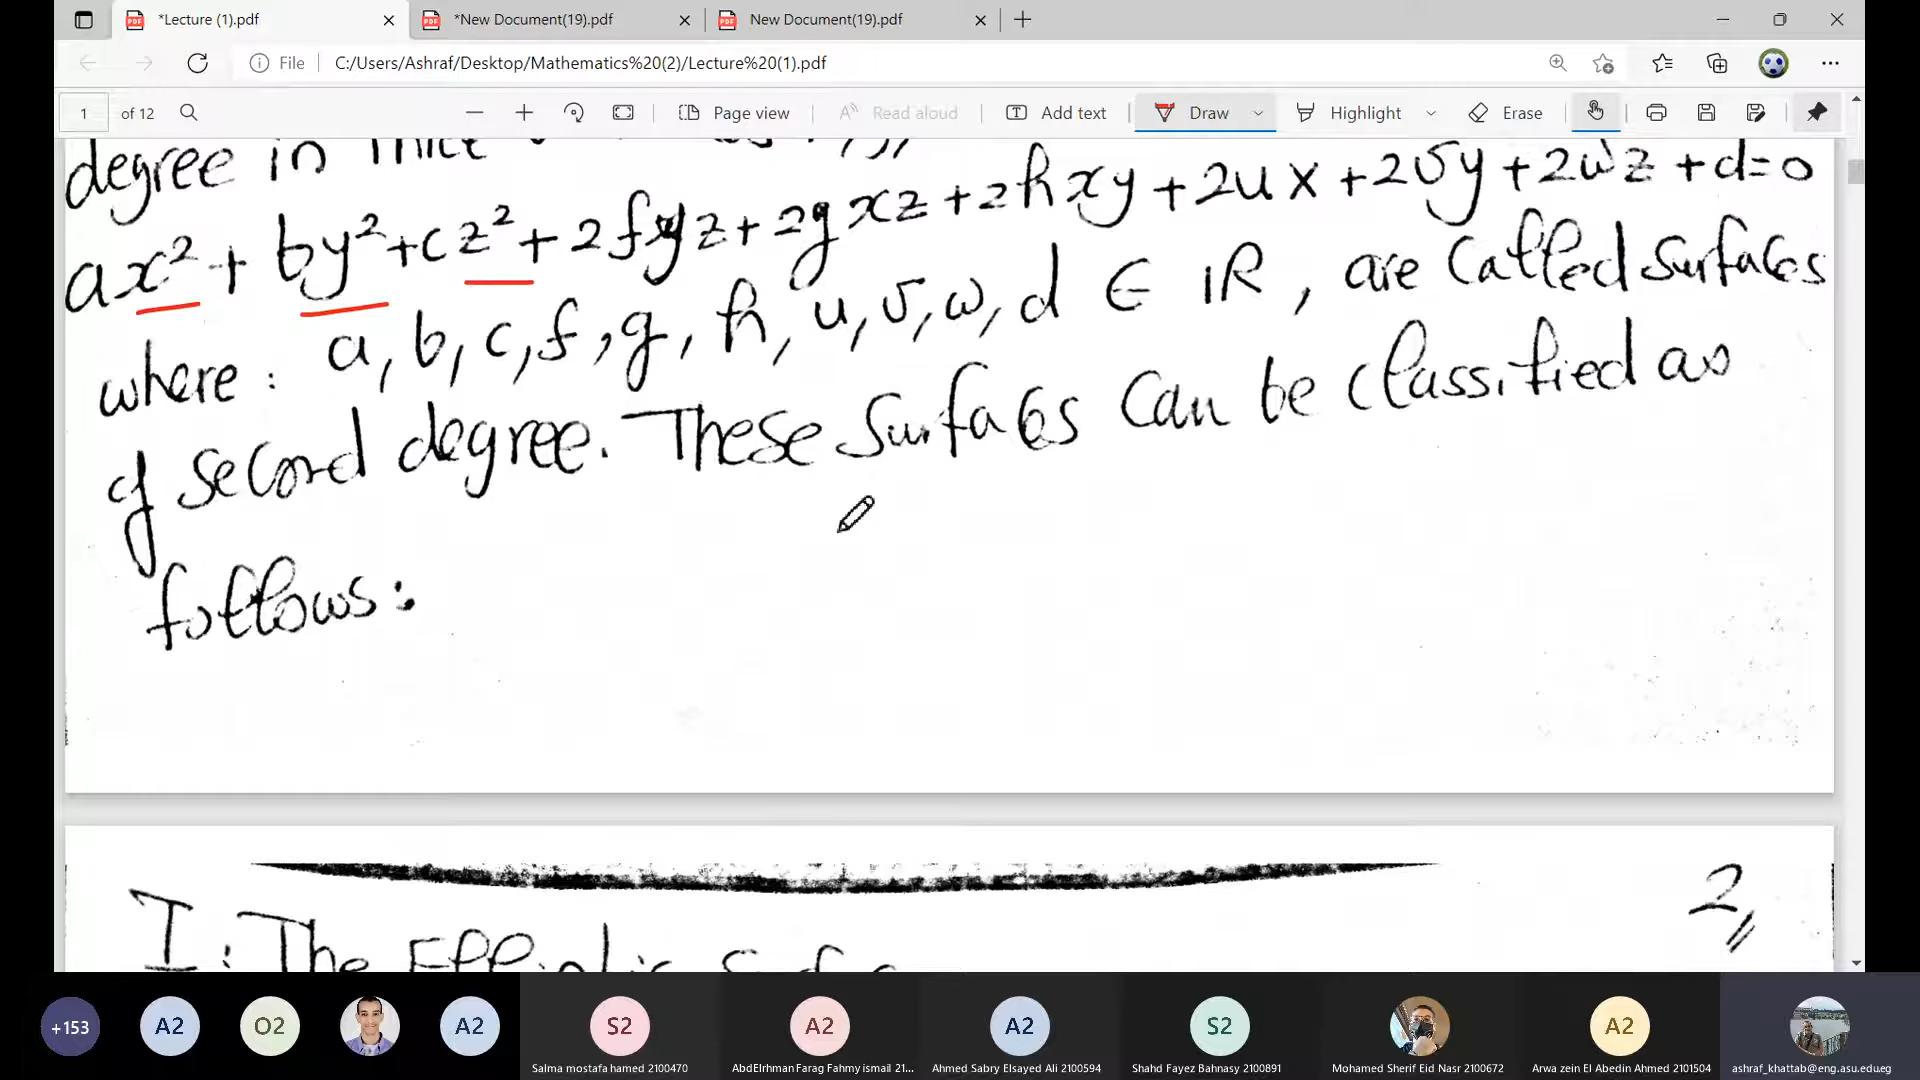 *Lecture (1).pdf
*New Document(19).pdf
New Document(19).pdf
File
C:/Users/Ashraf/Desktop/Mathematics%20(2)/Lecture%20(1).pdf
1 of 12
Page view
Read aloud
Add text
Draw
Highlight
Erase
degree in
ax² + by² + cz² + 2fyz + 2gxz + 2hxy + 2ux + 2vy + 2wz + d = 0
where: a, b, c, f, g, h, u, v, w, d ∈ IR, are called surfaces
of second degree. These surfaces can be classified as
follows:
2
I: The Elliptic
+153
A2
O2
A2
S2
A2
A2
S2
A2
Salma mostafa hamed 2100470
AbdElrhman Farag Fahmy ismail 21...
Ahmed Sabry Elsayed Ali 2100594
Shahd Fayez Bahnasy 2100891
Mohamed Sherif Eid Nasr 2100672
Arwa zein El Abedin Ahmed 2101504
ashraf_khattab@eng.asu.edu.eg